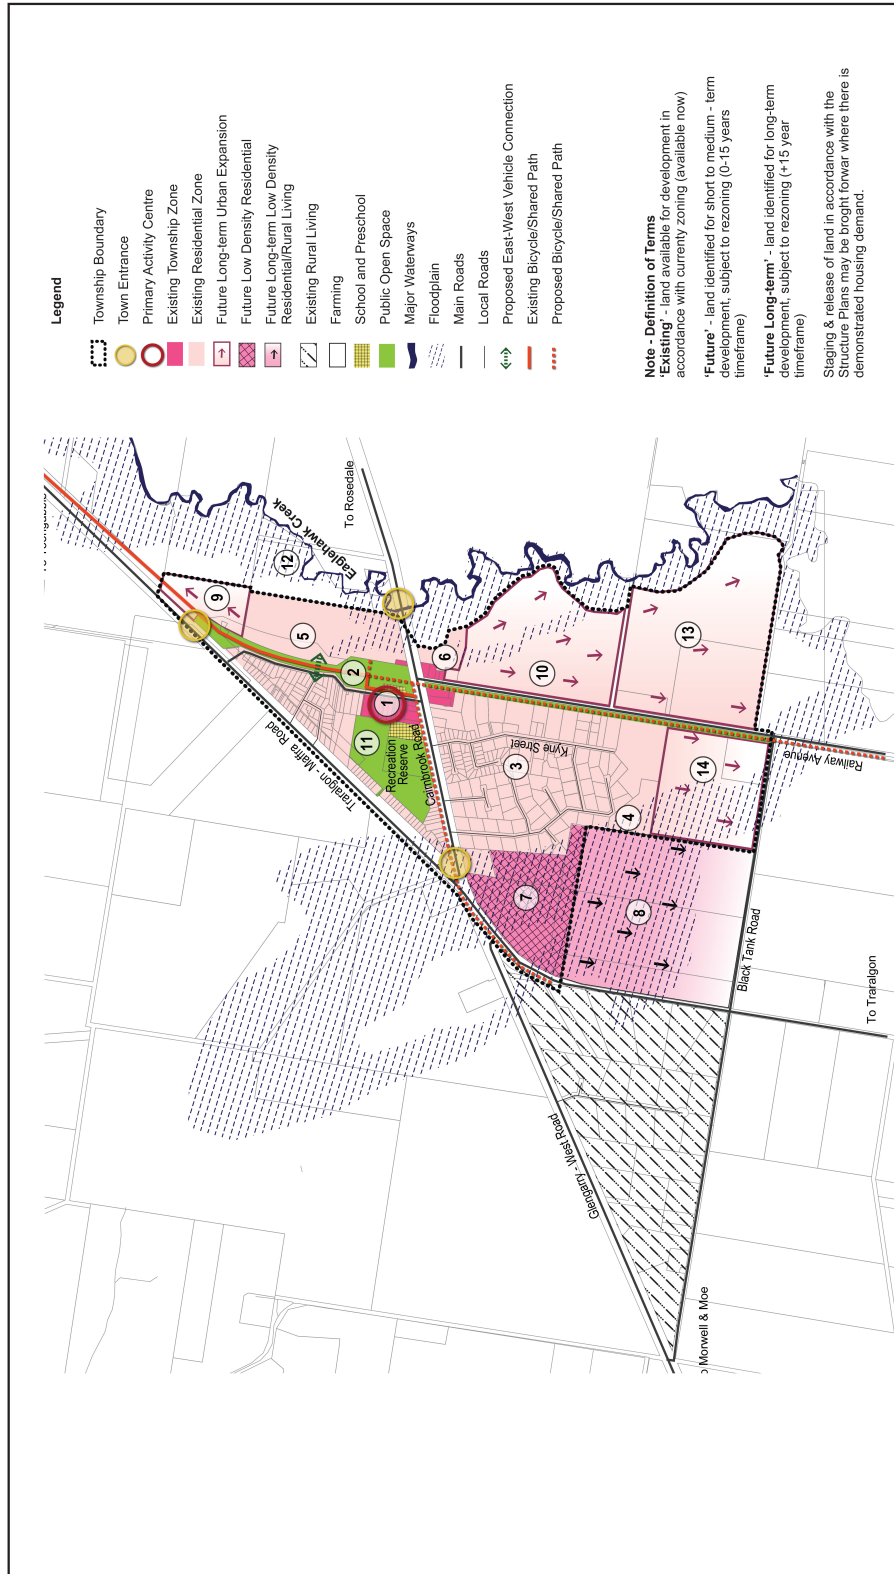 Legend
Township Boundary
Town Entrance
Primary Activity Centre
Existing Township Zone
Existing Residential Zone
Future Long-term Urban Expansion
Future Low Density Residential
Future Long-term Low Density
Residential/Rural Living
Existing Rural Living
Farming
School and Preschool
Public Open Space
Major Waterways
Floodplain
Main Roads
Local Roads
Proposed East-West Vehicle Connection
Existing Bicycle/Shared Path
Proposed Bicycle/Shared Path
Note - Definition of Terms
'Existing' - land available for development in
accordance with currently zoning (available now)
'Future' - land identified for short to medium - term
development, subject to rezoning (0-15 years
timeframe)
'Future Long-term' - land identified for long-term
development, subject to rezoning (+15 year
timeframe)
Staging & release of land in accordance with the
Structure Plans may be broght forwar where there is
demonstrated housing demand.
To Rosedale
Eaglehawk Creek
12
9
5
2
1
11
Recreation
Reserve
Traralgon - Maffra Road
Cairnbrook Road
6
10
13
3
Kyne Street
4
14
Railway Avenue
7
8
Black Tank Road
To Traralgon
Glengarry - West Road
Morwell & Moe